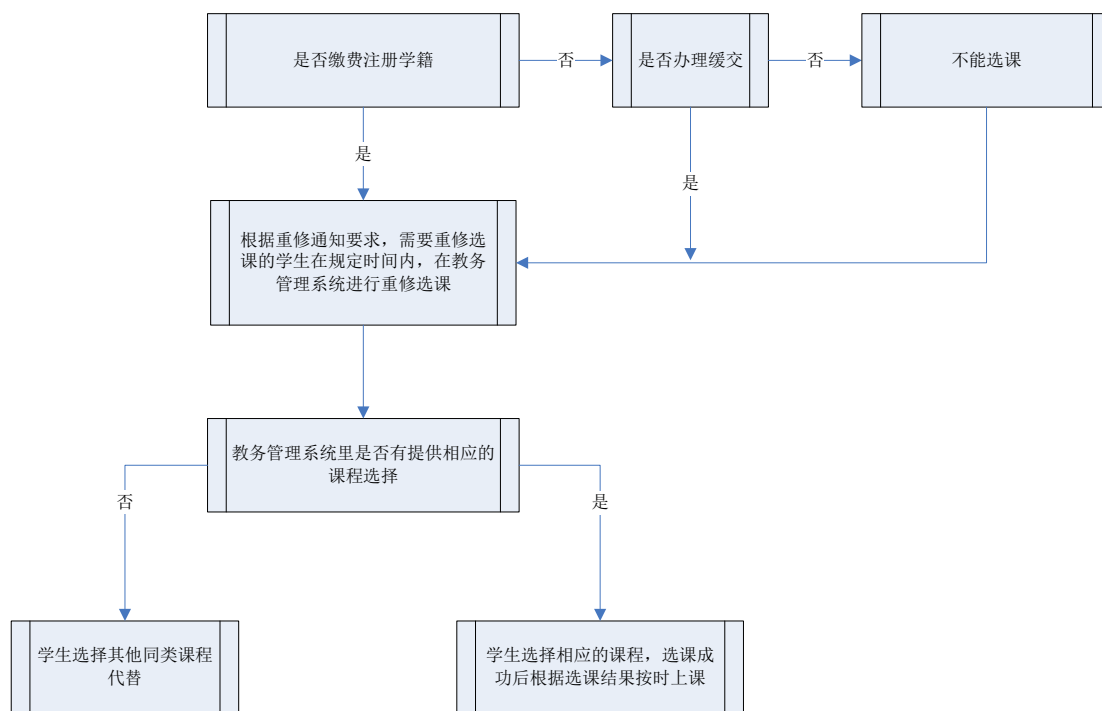 是否缴费注册学籍
否
是否办理缓交
否
不能选课
是
是
根据重修通知要求，需要重修选
课的学生在规定时间内，在教务
管理系统进行重修选课
教务管理系统里是否有提供相应的
课程选择
否
是
学生选择其他同类课程
代替
学生选择相应的课程，选课成
功后根据选课结果按时上课